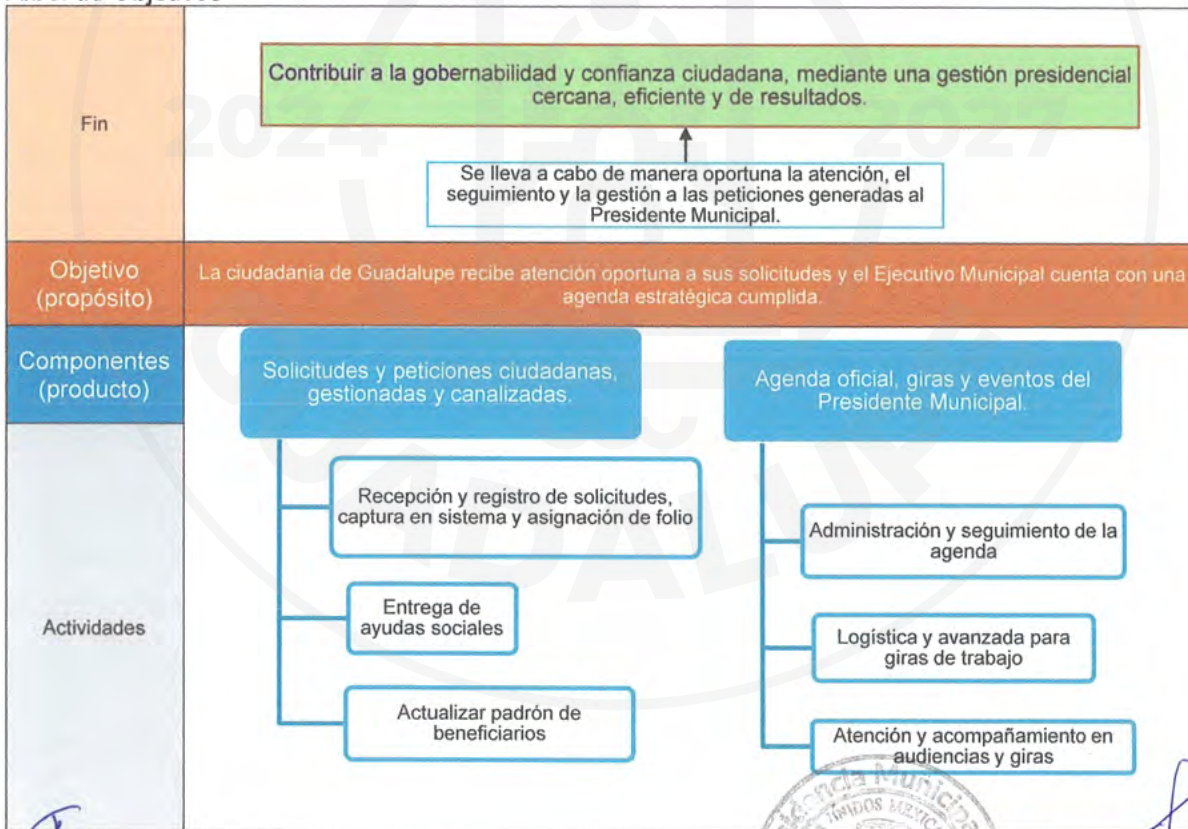 Fin
Contribuir a la gobernabilidad y confianza ciudadana, mediante una gestión presidencial
cercana, eficiente y de resultados.
2024
2027
Se lleva a cabo de manera oportuna la atención, el
seguimiento y la gestión a las peticiones generadas al
Presidente Municipal.
Objetivo
(propósito)
La ciudadanía de Guadalupe recibe atención oportuna a sus solicitudes y el Ejecutivo Municipal cuenta con una
agenda estratégica cumplida.
Componentes
(producto)
Solicitudes y peticiones ciudadanas,
gestionadas y canalizadas.
Agenda oficial, giras y eventos del
Presidente Municipal.
Actividades
Recepción y registro de solicitudes,
captura en sistema y asignación de folio
Entrega de
ayudas sociales
Actualizar padrón de
beneficiarios
Administración y seguimiento de la
agenda
Logística y avanzada para
giras de trabajo
Atención y acompañamiento en
audiencias y giras